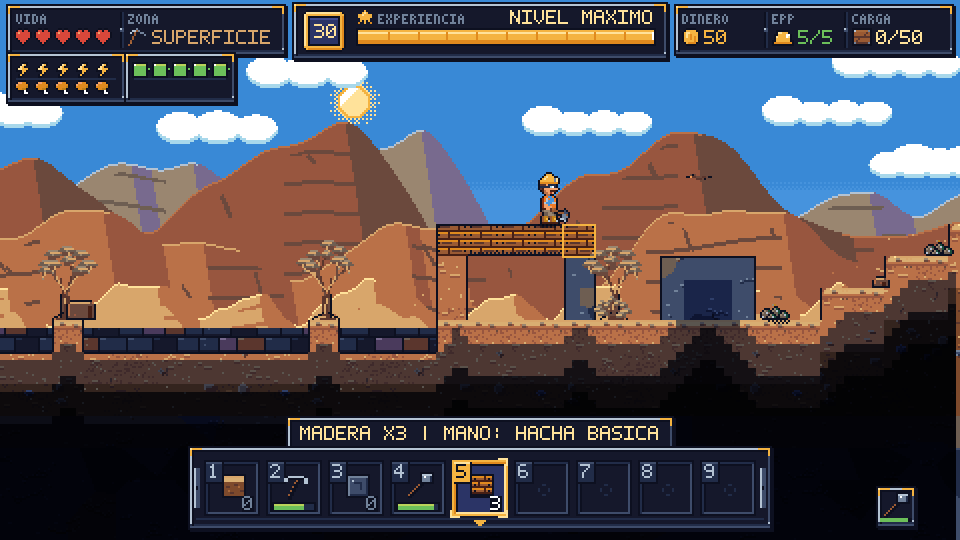 VIDA
ZONA
SUPERFICIE
30
EXPERIENCIA
NIVEL MAXIMO
DINERO
50
EPP
5/5
CARGA
0/50
MADERA X3 | MANO: HACHA BASICA
1
0
2
3
0
4
5
3
6
7
8
9